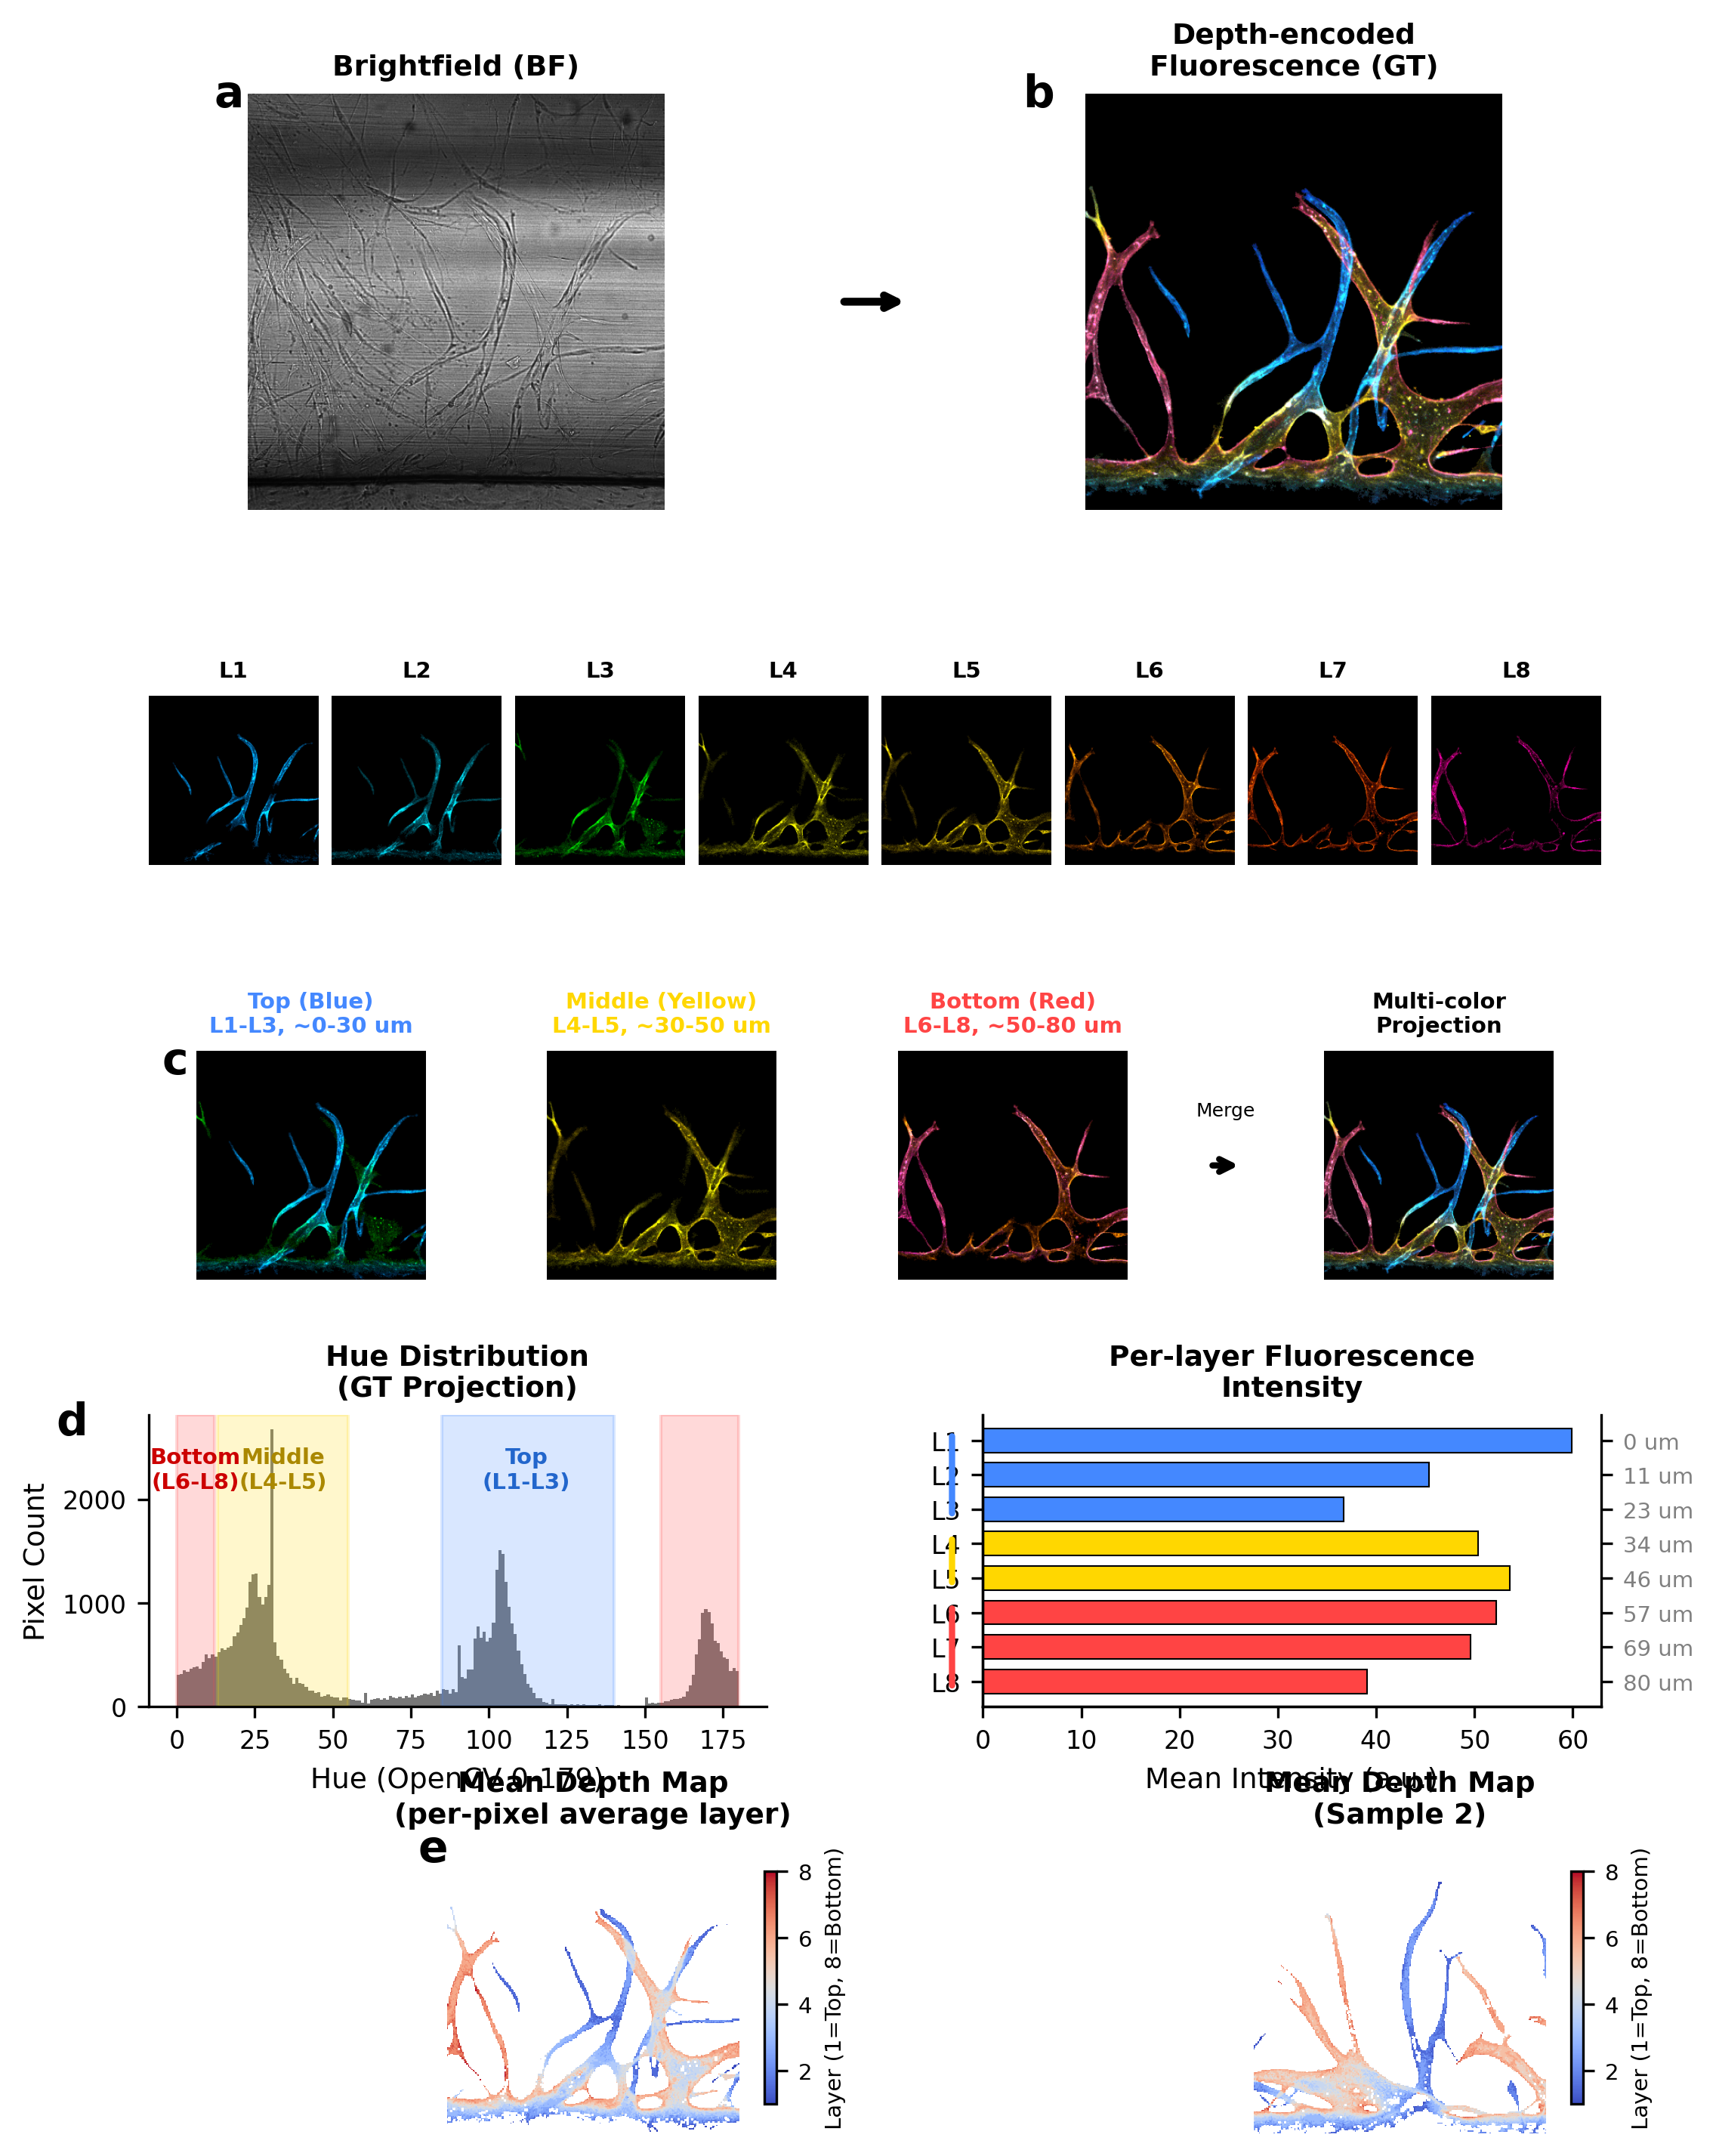 Brightfield (BF)
a
Depth-encoded
Fluorescence (GT)
b
L1 L2 L3 L4 L5 L6 L7 L8
Top (Blue)
L1-L3, ~0-30 um
Middle (Yellow)
L4-L5, ~30-50 um
Bottom (Red)
L6-L8, ~50-80 um
Multi-color
Projection
c
Merge
Hue Distribution
(GT Projection)
d
Bottom
(L6-L8)
Middle
(L4-L5)
Top
(L1-L3)
Pixel Count
2000
1000
0
0 25 50 75 100 125 150 175
Hue (OpenCV 0-179)
Per-layer Fluorescence
Intensity
L1 0 um
L2 11 um
L3 23 um
L4 34 um
L5 46 um
L6 57 um
L7 69 um
L8 80 um
0 10 20 30 40 50 60
Mean Intensity (a.u.)
Mean Depth Map
(per-pixel average layer)
e
8
6
4
2
Layer (1=Top, 8=Bottom)
Mean Depth Map
(Sample 2)
8
6
4
2
Layer (1=Top, 8=Bottom)